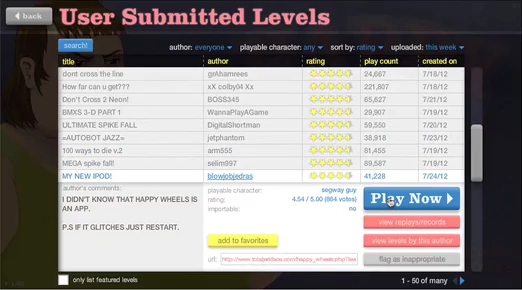 back
User Submitted Levels
search!
author: everyone playable character: any sort by: rating uploaded: this week
title author rating play count created on
dont cross the line grAhamrees 24,667 7/18/12
How far can u get??? xX colby04 Xx 221,807 7/18/12
Don't Cross 2 Neon! BOSS345 65,627 7/21/12
BMXS 3-D PART 1 WannaPlayAGame 29,907 7/19/12
ULTIMATE SPIKE FALL DigitalShortman 59,550 7/20/12
=AUTOBOT JAZZ= jetphantom 38,918 7/23/12
100 ways to die v.2 arm555 81,455 7/19/12
MEGA spike fall! selim997 89,587 7/19/12
MY NEW IPOD! blowjobjedras 41,228 7/24/12
author's comments:
I DIDN'T KNOW THAT HAPPY WHEELS IS
AN APP.
P.S IF IT GLITCHES JUST RESTART.
playable character: segway guy
rating: 4.54 / 5.00 (864 votes)
importable: no
add to favorites
url: http://www.totaljerkface.com/happy_wheels.php?lev
Play Now
view replays/records
view levels by this author
flag as inappropriate
only list featured levels
1 - 50 of many